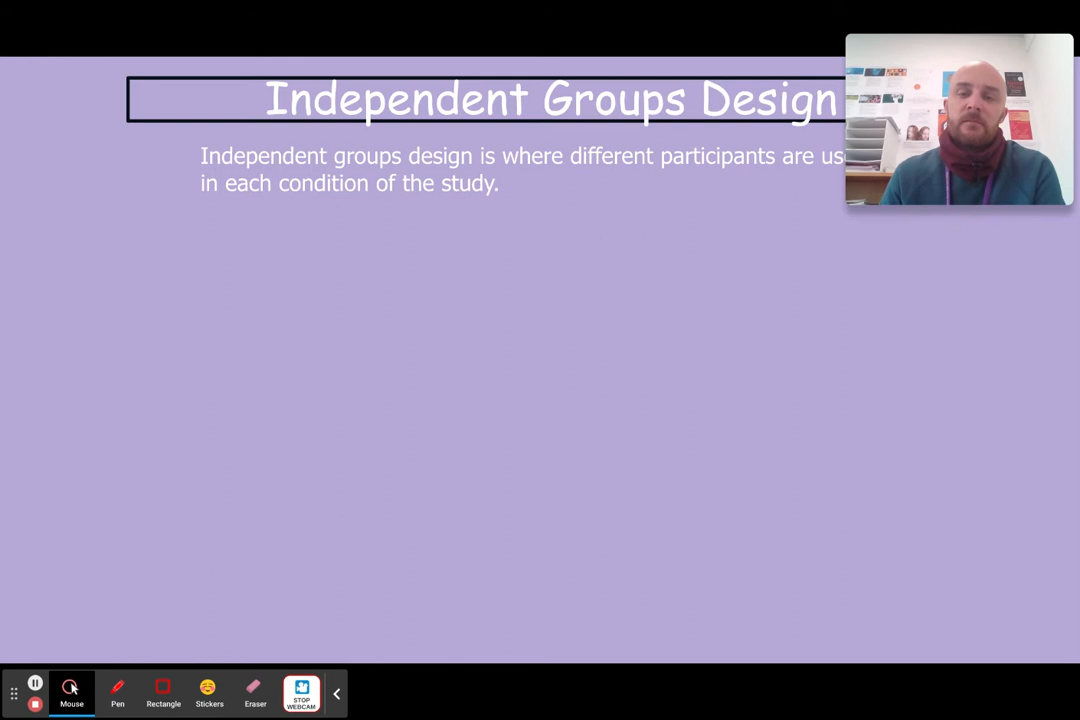 Independent Groups Design
Independent groups design is where different participants are
in each condition of the study.
Mouse
Pen
Rectangle
Stickers
Eraser
STOP
WEBCAM